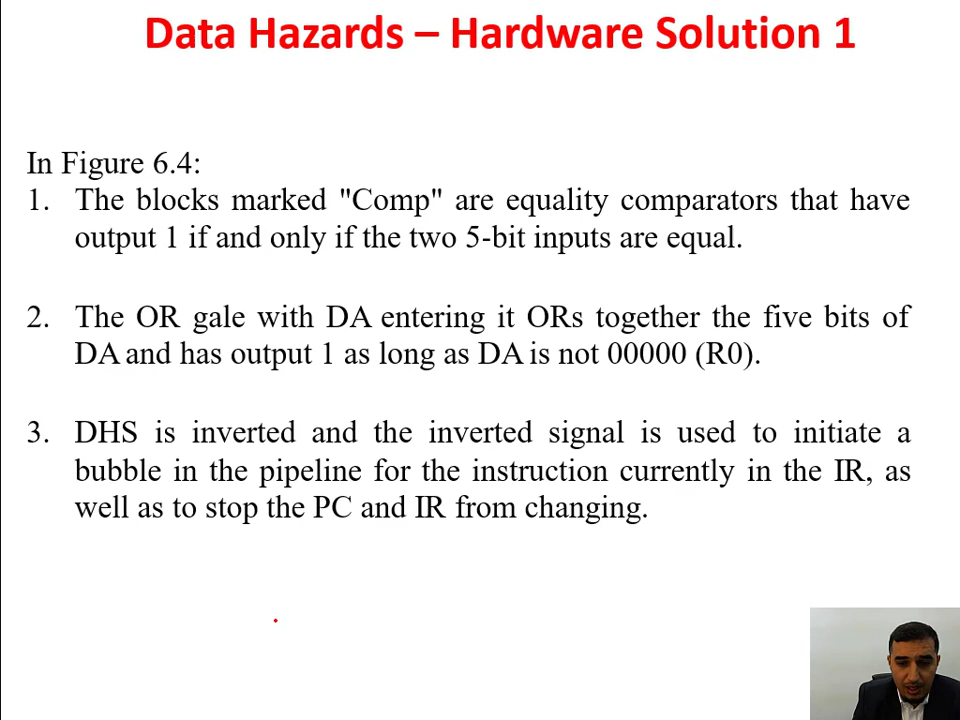 Data Hazards – Hardware Solution 1
In Figure 6.4:
1. The blocks marked "Comp" are equality comparators that have
output 1 if and only if the two 5-bit inputs are equal.
2. The OR gale with DA entering it ORs together the five bits of
DA and has output 1 as long as DA is not 00000 (R0).
3. DHS is inverted and the inverted signal is used to initiate a
bubble in the pipeline for the instruction currently in the IR, as
well as to stop the PC and IR from changing.